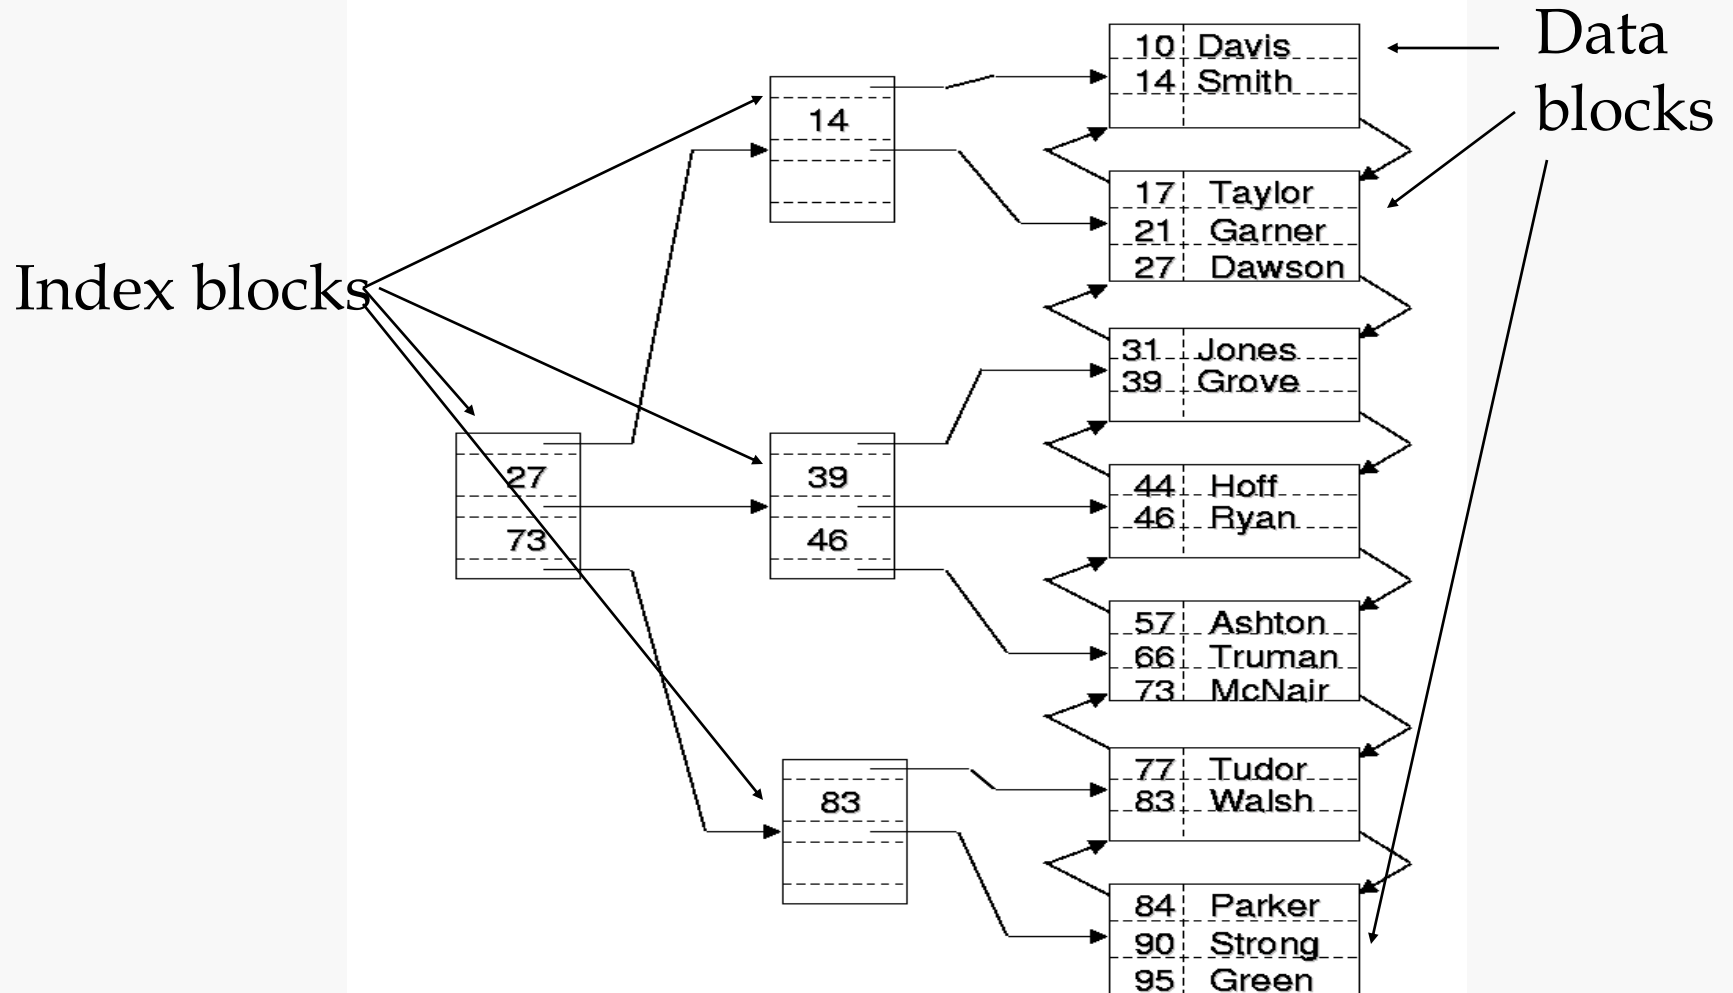 Index blocks
27
73
14
39
46
83
10 Davis
14 Smith
17 Taylor
21 Garner
27 Dawson
31 Jones
39 Grove
44 Hoff
46 Ryan
57 Ashton
66 Truman
73 McNair
77 Tudor
83 Walsh
84 Parker
90 Strong
95 Green
Data
blocks